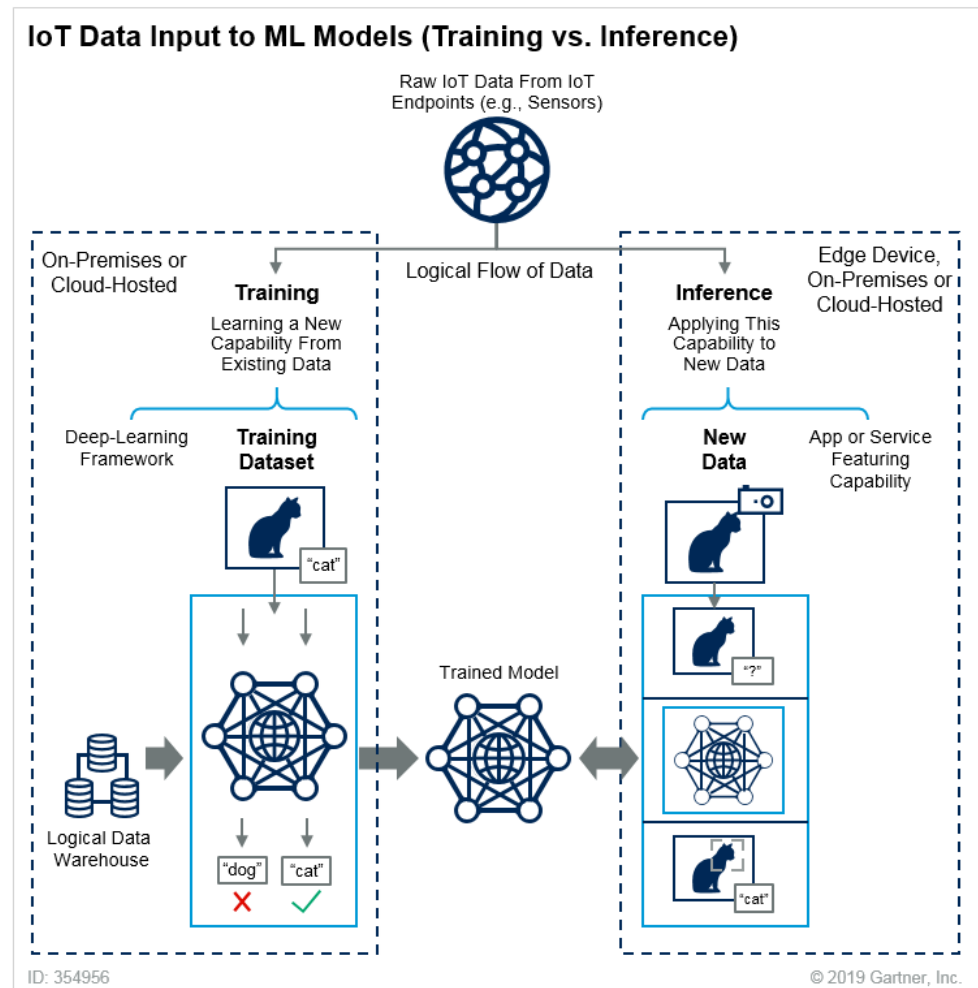 IoT Data Input to ML Models (Training vs. Inference)
Raw IoT Data From IoT
Endpoints (e.g., Sensors)
On-Premises or
Cloud-Hosted
Logical Flow of Data
Edge Device,
On-Premises or
Cloud-Hosted
Training
Learning a New
Capability From
Existing Data
Inference
Applying This
Capability to
New Data
Deep-Learning
Framework
Training
Dataset
New
Data
App or Service
Featuring
Capability
"cat"
"?"
Trained Model
Logical Data
Warehouse
"dog"
"cat"
"cat"
ID: 354956
© 2019 Gartner, Inc.